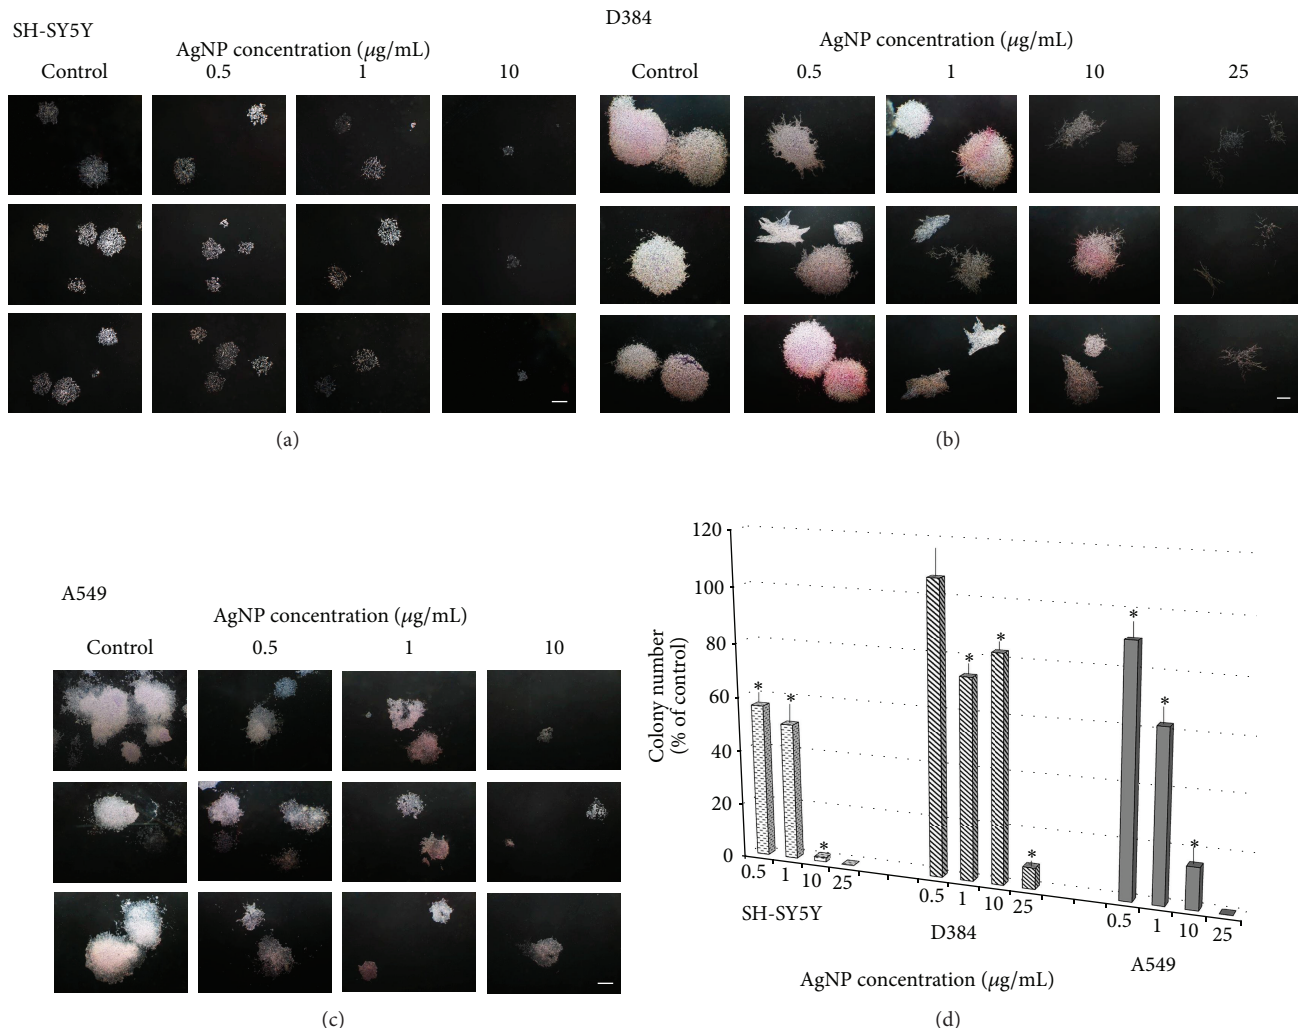 SH-SY5Y
AgNP concentration (μg/mL)
Control 0.5 1 10
(a)
D384
AgNP concentration (μg/mL)
Control 0.5 1 10 25
(b)
A549
AgNP concentration (μg/mL)
Control 0.5 1 10
(c)
120
100
80
60
40
20
0
Colony number
(% of control)
* * *
* * *
* * *
0.5 1 10 25
SH-SY5Y
0.5 1 10 25
D384
0.5 1 10 25
A549
AgNP concentration (μg/mL)
(d)